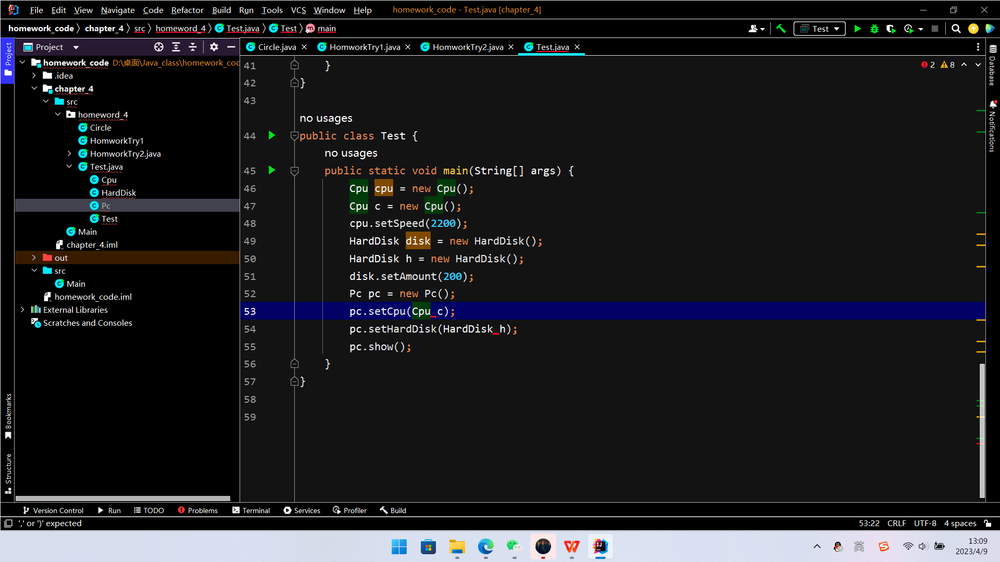 File Edit View Navigate Code Refactor Build Run Tools VCS Window Help homework_code - Test.java [chapter_4]
homework_code chapter_4 src homeword_4 Test.java Test main Test
Project
Circle.java HomworkTry1.java HomworkTry2.java Test.java
Project
homework_code D:\桌面\Java_class\homework_coc
.idea
chapter_4
src
homeword_4
Circle
HomworkTry1
HomworkTry2.java
Test.java
Cpu
HardDisk
Pc
Test
Main
chapter_4.iml
out
src
Main
homework_code.iml
External Libraries
Scratches and Consoles
Bookmarks
Structure
2 8
41 }
42 }
43
no usages
44 public class Test {
no usages
45 public static void main(String[] args) {
46 Cpu cpu = new Cpu();
47 Cpu c = new Cpu();
48 cpu.setSpeed(2200);
49 HardDisk disk = new HardDisk();
50 HardDisk h = new HardDisk();
51 disk.setAmount(200);
52 Pc pc = new Pc();
53 pc.setCpu(Cpu c);
54 pc.setHardDisk(HardDisk h);
55 pc.show();
56 }
57 }
58
59
Database
Notifications
Version Control Run TODO Problems Terminal Services Profiler Build
',' or ')' expected 53:22 CRLF UTF-8 4 spaces
英 13:09
2023/4/9